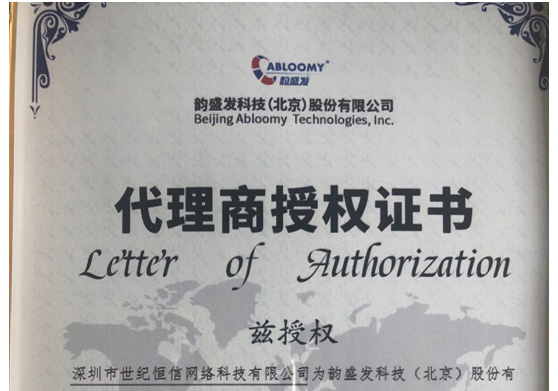 ABLOOMY®
韵盛发
韵盛发科技(北京)股份有限公司
Beijing Abloomy Technologies, Inc.
代理商授权证书
Letter of Authorization
兹授权
深圳市世纪恒信网络科技有限公司为韵盛发科技（北京）股份有